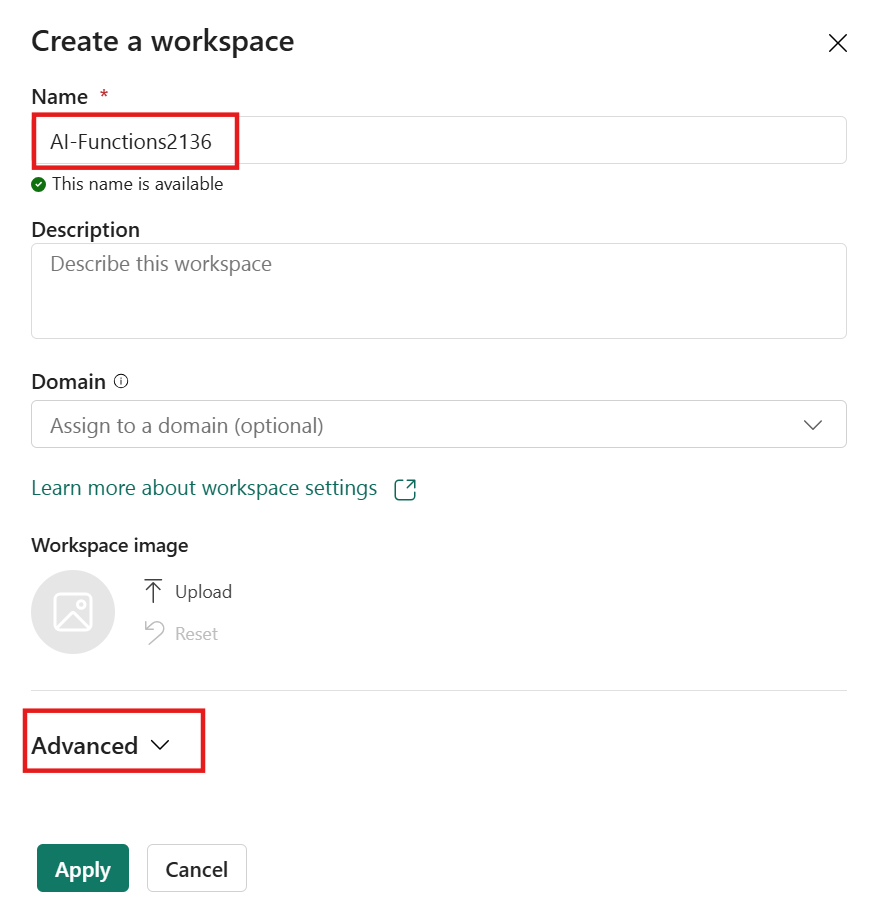 Create a workspace
Name *
AI-Functions2136
This name is available
Description
Describe this workspace
Domain
Assign to a domain (optional)
Learn more about workspace settings
Workspace image
Upload
Reset
Advanced
Apply Cancel